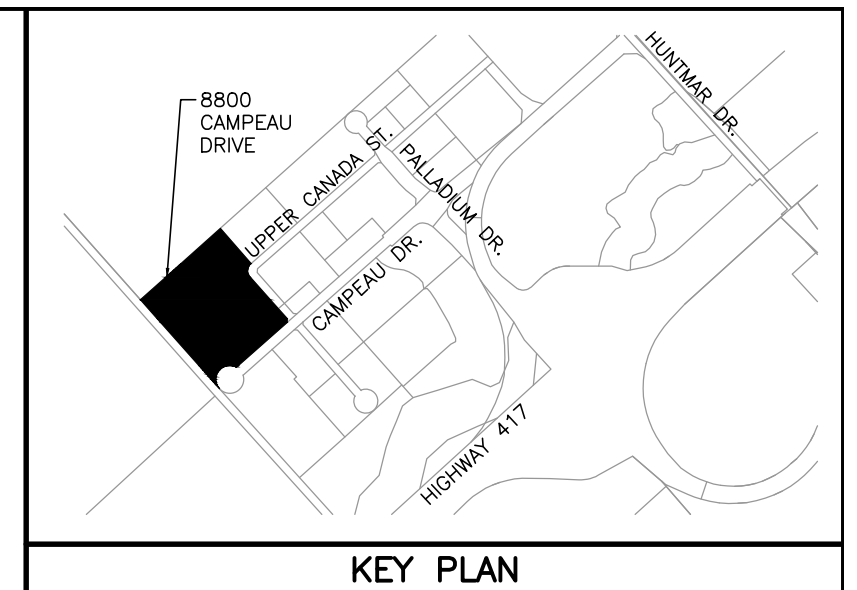 8800
CAMPEAU
DRIVE
HUNTMAR DR.
UPPER CANADA ST.
PALLADIUM DR.
CAMPEAU DR.
HIGHWAY 417
KEY PLAN